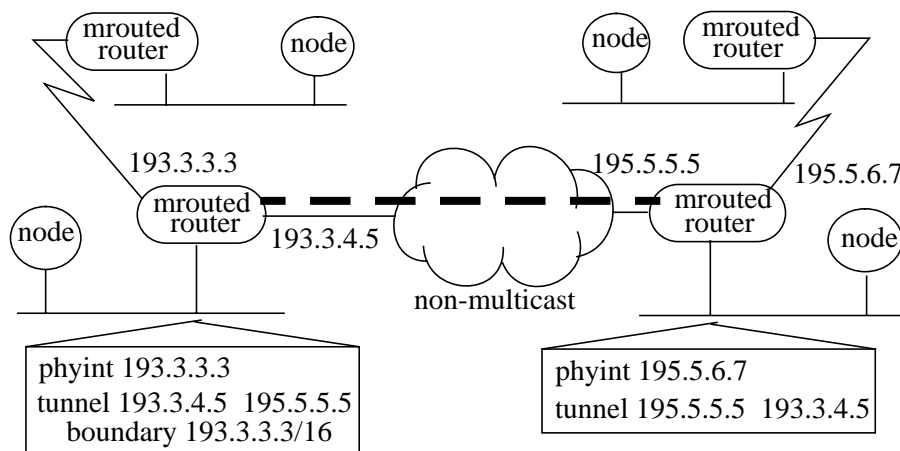 mrouted
router
node
node
mrouted
router
193.3.3.3
195.5.5.5
195.5.6.7
mrouted
router
mrouted
router
node
193.3.4.5
node
non-multicast
phyint 193.3.3.3
tunnel 193.3.4.5 195.5.5.5
boundary 193.3.3.3/16
phyint 195.5.6.7
tunnel 195.5.5.5 193.3.4.5